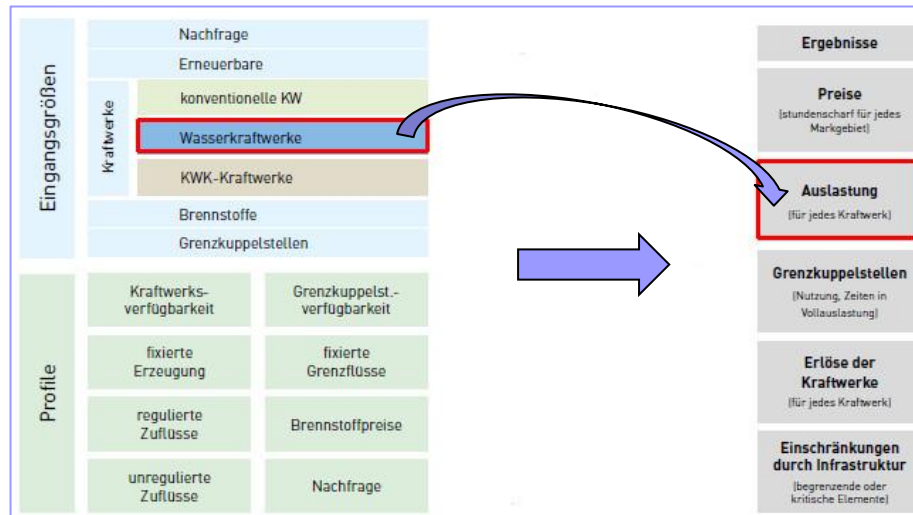 Eingangsgrößen
Nachfrage
Erneuerbare
Kraftwerke
konventionelle KW
Wasserkraftwerke
KWK-Kraftwerke
Brennstoffe
Grenzkuppelstellen
Profile
Kraftwerks-
verfügbarkeit
Grenzkuppelst.-
verfügbarkeit
fixierte
Erzeugung
fixierte
Grenzflüsse
regulierte
Zuflüsse
Brennstoffpreise
unregulierte
Zuflüsse
Nachfrage
Ergebnisse
Preise
(stundenscharf für jedes
Markgebiet)
Auslastung
(für jedes Kraftwerk)
Grenzkuppelstellen
(Nutzung, Zeiten in
Vollauslastung)
Erlöse der
Kraftwerke
(für jedes Kraftwerk)
Einschränkungen
durch Infrastruktur
(begrenzende oder
kritische Elemente)